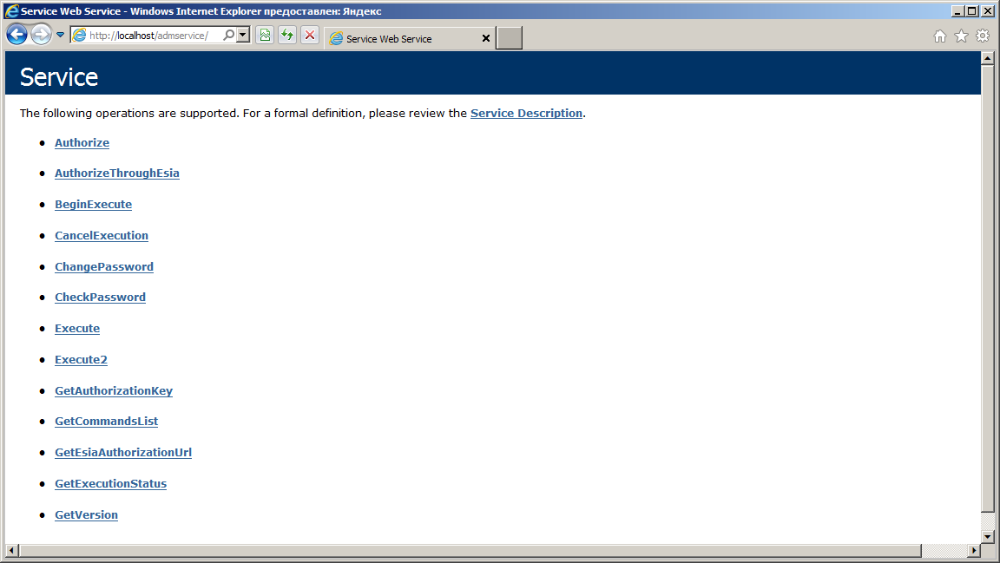 Service Web Service - Windows Internet Explorer предоставлен: Яндекс
http://localhost/admservice/
Service Web Service
Service
The following operations are supported. For a formal definition, please review the Service Description.
Authorize
AuthorizeThroughEsia
BeginExecute
CancelExecution
ChangePassword
CheckPassword
Execute
Execute2
GetAuthorizationKey
GetCommandsList
GetEsiaAuthorizationUrl
GetExecutionStatus
GetVersion